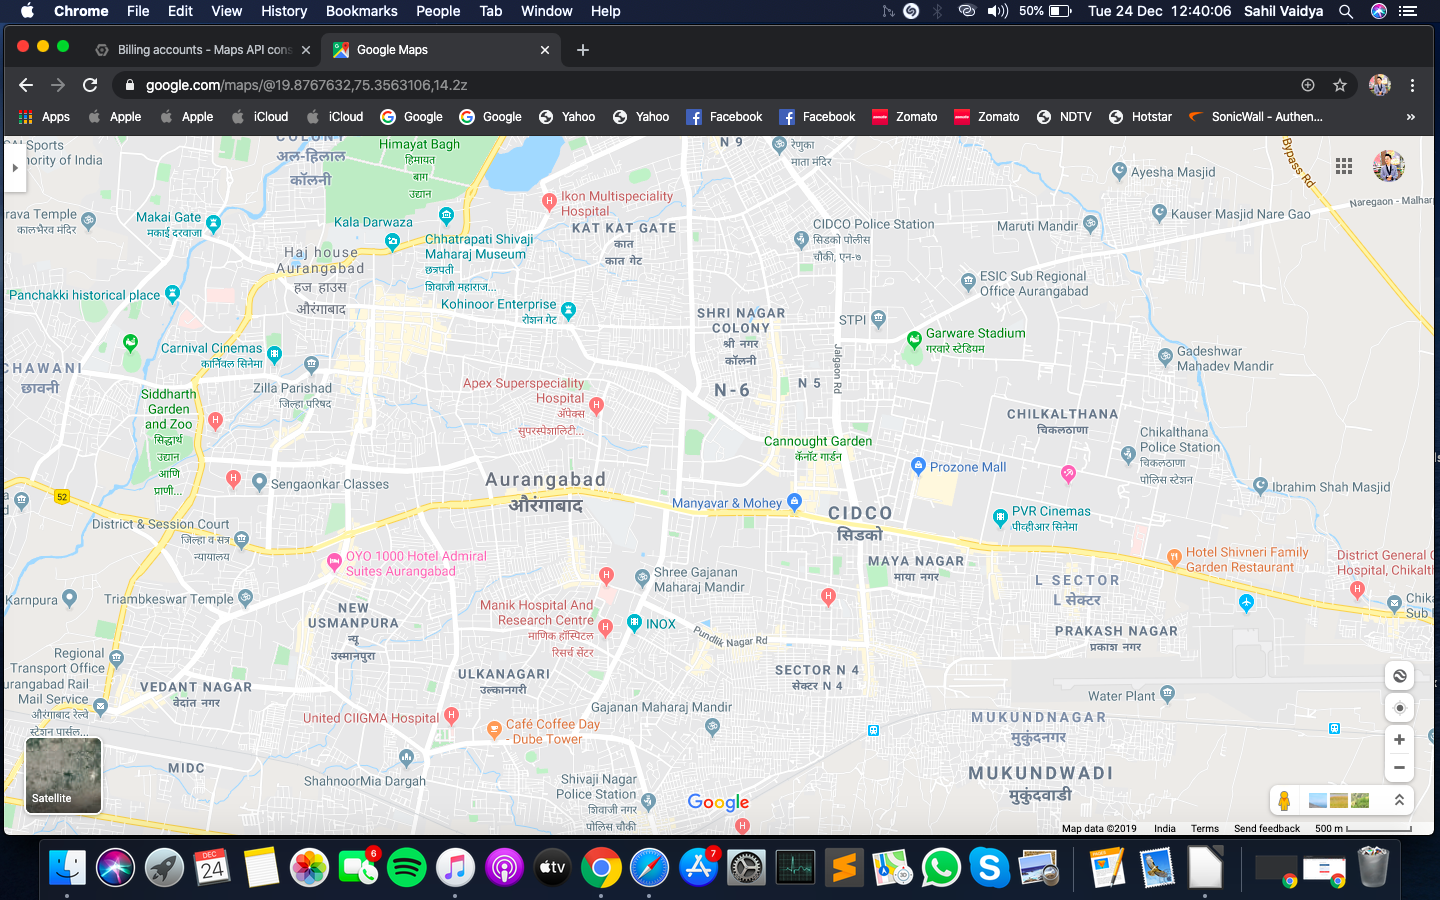 Chrome File Edit View History Bookmarks People Tab Window Help
50% Tue 24 Dec 12:40:06 Sahil Vaidya
Billing accounts - Maps API cons
Google Maps
google.com/maps/@19.8767632,75.3563106,14.2z
Apps Apple Apple iCloud iCloud Google Google Yahoo Yahoo Facebook Facebook Zomato Zomato NDTV Hotstar SonicWall - Authen... »
Sports
ority of India
अल-हिलाल
कॉलनी
Himayat Bagh
हिमायत
बाग
उद्यान
N 9
रेणुका
माता मंदिर
Ayesha Masjid
Bypass Rd
Ikon Multispeciality
Hospital
Kauser Masjid Nare Gao
Naregaon - Malharp
rava Temple
कालभैरव मंदिर
Makai Gate
मकाई दरवाजा
Kala Darwaza
Chhatrapati Shivaji
Maharaj Museum
छत्रपती
शिवाजी महाराज...
KAT KAT GATE
कात
कात गेट
CIDCO Police Station
सिडको पोलीस
चौकी, एन-७
Maruti Mandir
Haj house
Aurangabad
हज हाउस
औरंगाबाद
ESIC Sub Regional
Office Aurangabad
Panchakki historical place
Kohinoor Enterprise
रोशन गेट
SHRI NAGAR
COLONY
श्री नगर
कॉलनी
STPI
Garware Stadium
गरवारे स्टेडियम
Jalgaon Rd
Gadeshwar
Mahadev Mandir
Carnival Cinemas
कार्निवल सिनेमा
CHAWANI
छावनी
Zilla Parishad
जिल्हा परिषद
Apex Superspeciality
Hospital
ॲपेक्स
सुपरस्पेशालिटी...
N-6
N 5
Siddharth
Garden
and Zoo
सिद्धार्थ
उद्यान
आणि
प्राणी...
CHILKALTHANA
चिकलठाणा
Cannought Garden
कॅनॉट गार्डन
Chikalthana
Police Station
चिकलठाणा
पोलिस स्टेशन
Prozone Mall
Sengaonkar Classes
Aurangabad
औरंगाबाद
Manyavar & Mohey
Ibrahim Shah Masjid
52
CIDCO
सिडको
PVR Cinemas
पीव्हीआर सिनेमा
District & Session Court
जिल्हा व सत्र
न्यायालय
OYO 1000 Hotel Admiral
Suites Aurangabad
MAYA NAGAR
माया नगर
Hotel Shivneri Family
Garden Restaurant
District General
Hospital, Chikalth
Shree Gajanan
Maharaj Mandir
L SECTOR
L सेक्टर
Karnpura
Triambkeswar Temple
NEW
USMANPURA
न्यू
उस्मानपुरा
Manik Hospital And
Research Centre
माणिक हॉस्पिटल
रिसर्च सेंटर
INOX
Pundlik Nagar Rd
Chika
Sub
PRAKASH NAGAR
प्रकाश नगर
Regional
Transport Office
urangabad Rail
Mail Service
औरंगाबाद रेल्वे
स्टेशन पार्सल...
VEDANT NAGAR
वेदांत नगर
ULKANAGARI
उल्कानगरी
SECTOR N 4
सेक्टर N 4
Water Plant
United CIIGMA Hospital
Café Coffee Day
- Dube Tower
Gajanan Maharaj Mandir
MUKUNDNAGAR
मुकुंदनगर
MIDC
ShahnoorMia Dargah
Shivaji Nagar
Police Station
शिवाजी नगर
पोलिस चौकी
MUKUNDWADI
मुकुंदवाडी
Satellite
Google
Map data ©2019 India Terms Send feedback 500 m
DEC
24
6
tv
7
3D